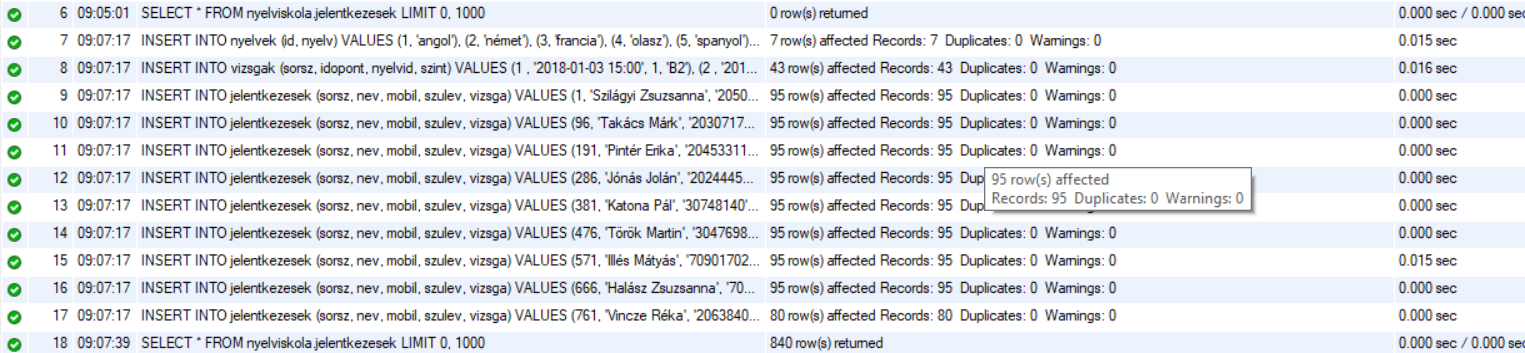 6 09:05:01 SELECT * FROM nyelviskola.jelentkezesek LIMIT 0, 1000 0 row(s) returned 0.000 sec / 0.000 sec
7 09:07:17 INSERT INTO nyelvek (id, nyelv) VALUES (1, 'angol'), (2, 'német'), (3, 'francia'), (4, 'olasz'), (5, 'spanyol')... 7 row(s) affected Records: 7 Duplicates: 0 Warnings: 0 0.015 sec
8 09:07:17 INSERT INTO vizsgak (sorsz, idopont, nyelvid, szint) VALUES (1 , '2018-01-03 15:00', 1, 'B2'), (2 , '201... 43 row(s) affected Records: 43 Duplicates: 0 Warnings: 0 0.016 sec
9 09:07:17 INSERT INTO jelentkezesek (sorsz, nev, mobil, szulev, vizsga) VALUES (1, 'Szilágyi Zsuzsanna', '2050... 95 row(s) affected Records: 95 Duplicates: 0 Warnings: 0 0.000 sec
10 09:07:17 INSERT INTO jelentkezesek (sorsz, nev, mobil, szulev, vizsga) VALUES (96, 'Takács Márk', '2030717... 95 row(s) affected Records: 95 Duplicates: 0 Warnings: 0 0.000 sec
11 09:07:17 INSERT INTO jelentkezesek (sorsz, nev, mobil, szulev, vizsga) VALUES (191, 'Pintér Erika', '20453311... 95 row(s) affected Records: 95 Duplicates: 0 Warnings: 0 0.000 sec
12 09:07:17 INSERT INTO jelentkezesek (sorsz, nev, mobil, szulev, vizsga) VALUES (286, 'Jónás Jolán', '2024445... 95 row(s) affected Records: 95 Dup 0.000 sec
95 row(s) affected
Records: 95 Duplicates: 0 Warnings: 0
13 09:07:17 INSERT INTO jelentkezesek (sorsz, nev, mobil, szulev, vizsga) VALUES (381, 'Katona Pál', '30748140'... 95 row(s) affected Records: 95 Dup 0.000 sec
14 09:07:17 INSERT INTO jelentkezesek (sorsz, nev, mobil, szulev, vizsga) VALUES (476, 'Török Martin', '3047698... 95 row(s) affected Records: 95 Duplicates: 0 Warnings: 0 0.000 sec
15 09:07:17 INSERT INTO jelentkezesek (sorsz, nev, mobil, szulev, vizsga) VALUES (571, 'Illés Mátyás', '70901702... 95 row(s) affected Records: 95 Duplicates: 0 Warnings: 0 0.015 sec
16 09:07:17 INSERT INTO jelentkezesek (sorsz, nev, mobil, szulev, vizsga) VALUES (666, 'Halász Zsuzsanna', '70... 95 row(s) affected Records: 95 Duplicates: 0 Warnings: 0 0.000 sec
17 09:07:17 INSERT INTO jelentkezesek (sorsz, nev, mobil, szulev, vizsga) VALUES (761, 'Vincze Réka', '2063840... 80 row(s) affected Records: 80 Duplicates: 0 Warnings: 0 0.000 sec
18 09:07:39 SELECT * FROM nyelviskola.jelentkezesek LIMIT 0, 1000 840 row(s) returned 0.000 sec / 0.000 sec